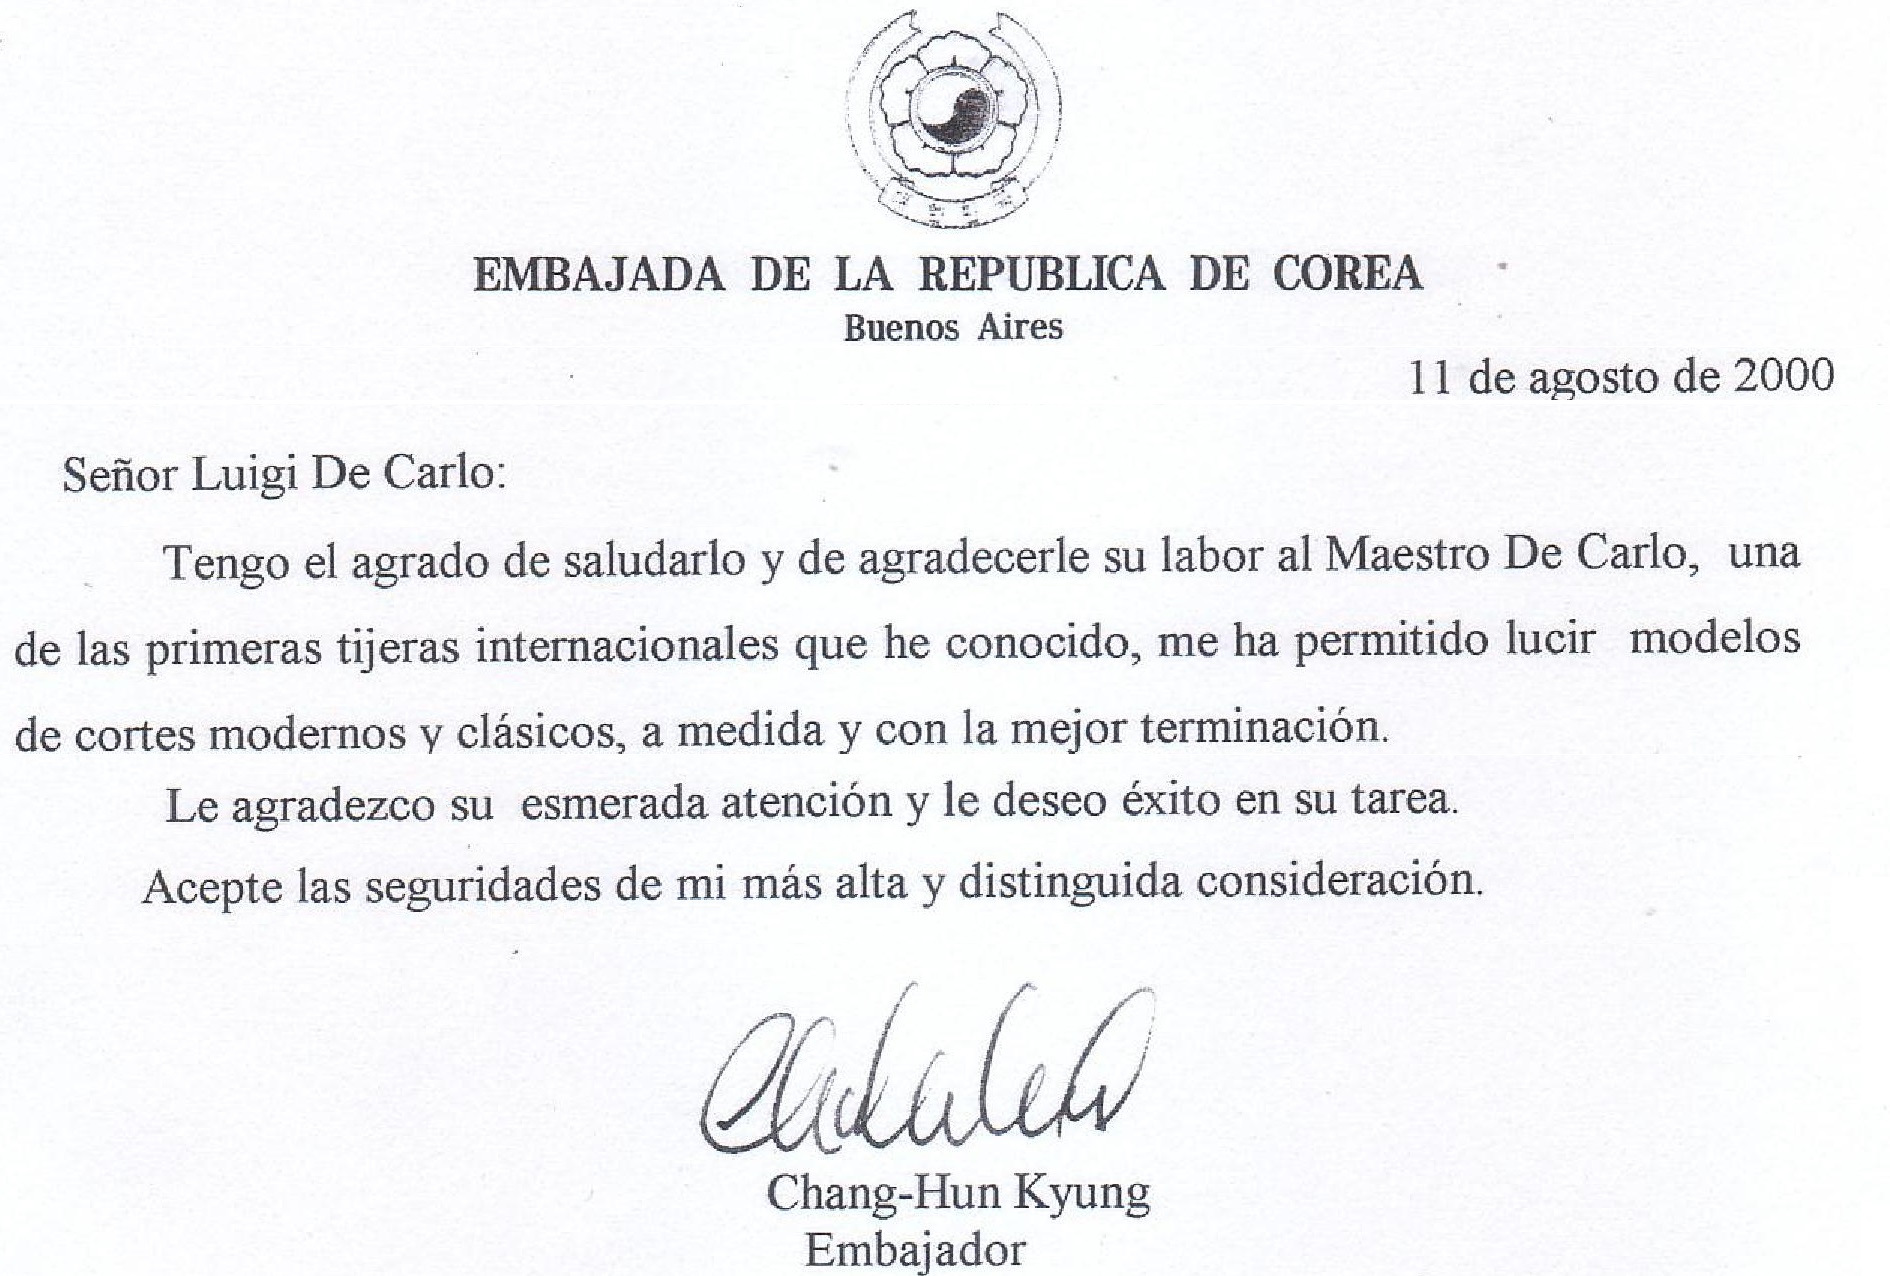 EMBAJADA DE LA REPUBLICA DE COREA
Buenos Aires
11 de agosto de 2000
Señor Luigi De Carlo:
Tengo el agrado de saludarlo y de agradecerle su labor al Maestro De Carlo, una
de las primeras tijeras internacionales que he conocido, me ha permitido lucir modelos
de cortes modernos y clásicos, a medida y con la mejor terminación.
Le agradezco su esmerada atención y le deseo éxito en su tarea.
Acepte las seguridades de mi más alta y distinguida consideración.
Chang-Hun Kyung
Embajador